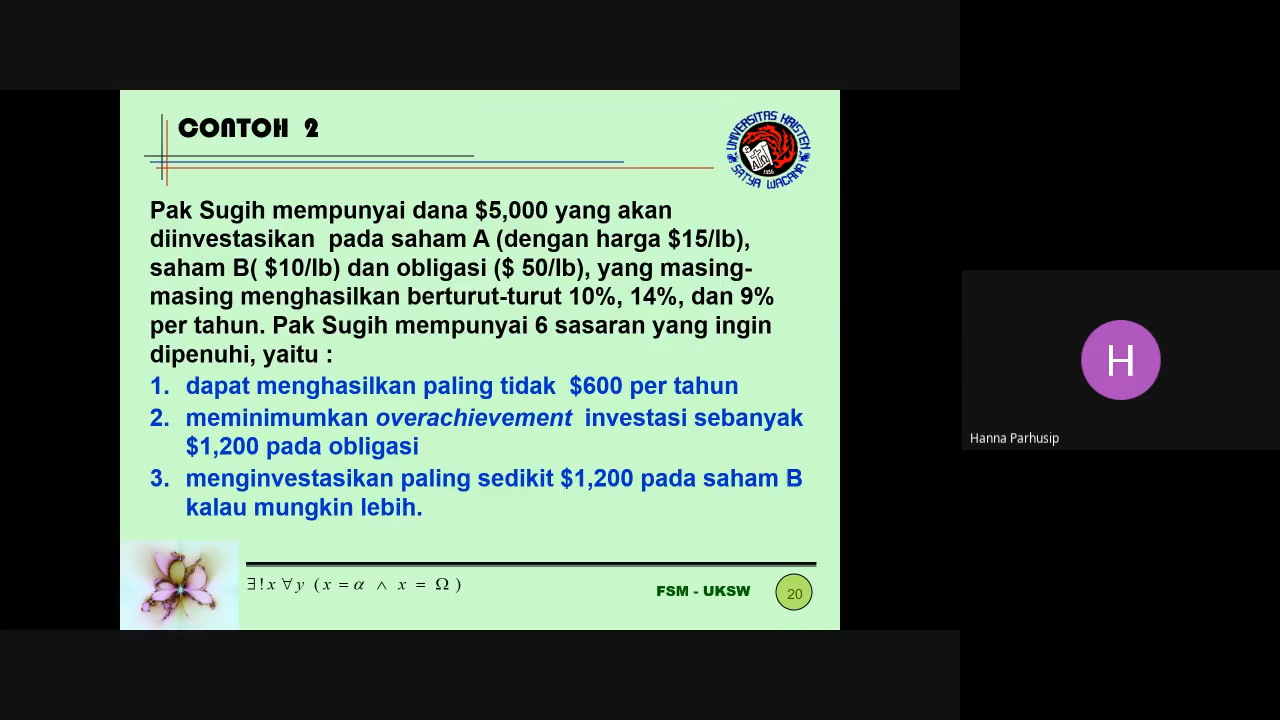 CONTOH 2
UNIVERSITAS KRISTEN
SATYA WACANA
1956
Pak Sugih mempunyai dana $5,000 yang akan
diinvestasikan pada saham A (dengan harga $15/lb),
saham B( $10/lb) dan obligasi ($ 50/lb), yang masing-
masing menghasilkan berturut-turut 10%, 14%, dan 9%
per tahun. Pak Sugih mempunyai 6 sasaran yang ingin
dipenuhi, yaitu :
1. dapat menghasilkan paling tidak $600 per tahun
2. meminimumkan overachievement investasi sebanyak
$1,200 pada obligasi
3. menginvestasikan paling sedikit $1,200 pada saham B
kalau mungkin lebih.
∃!x ∀y (x = α ∧ x = Ω )
FSM - UKSW
20
H
Hanna Parhusip